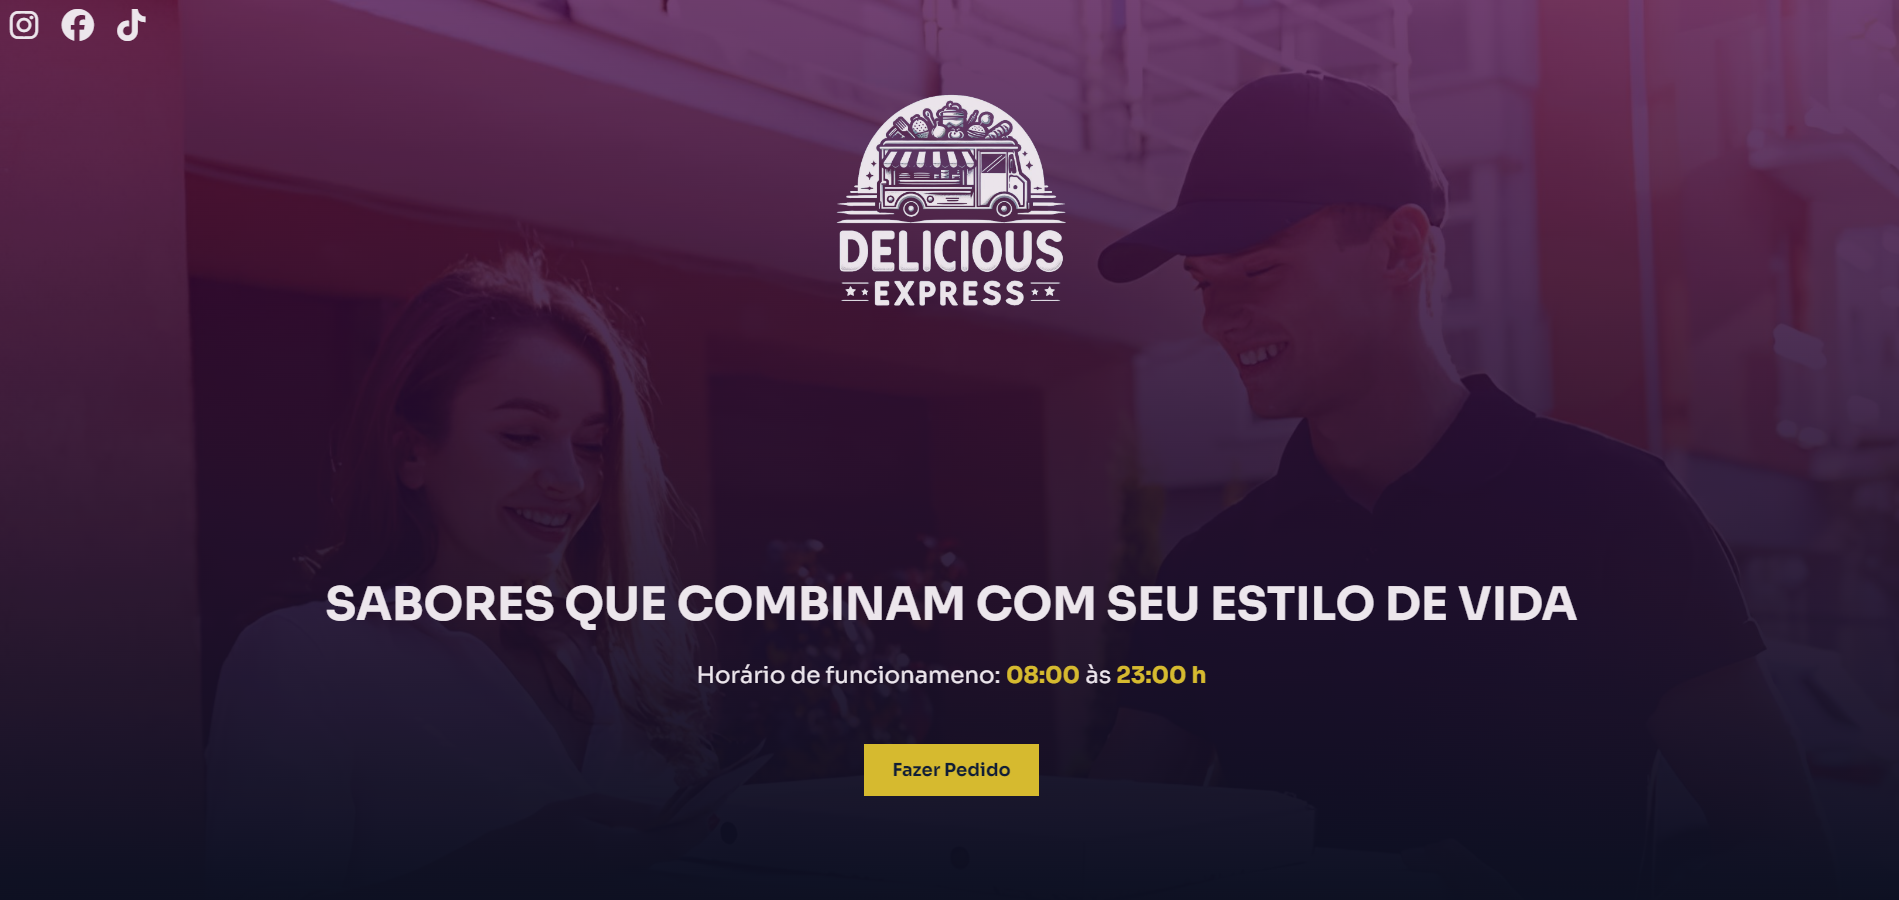 DELICIOUS
EXPRESS
SABORES QUE COMBINAM COM SEU ESTILO DE VIDA
Horário de funcionameno: 08:00 às 23:00 h
Fazer Pedido